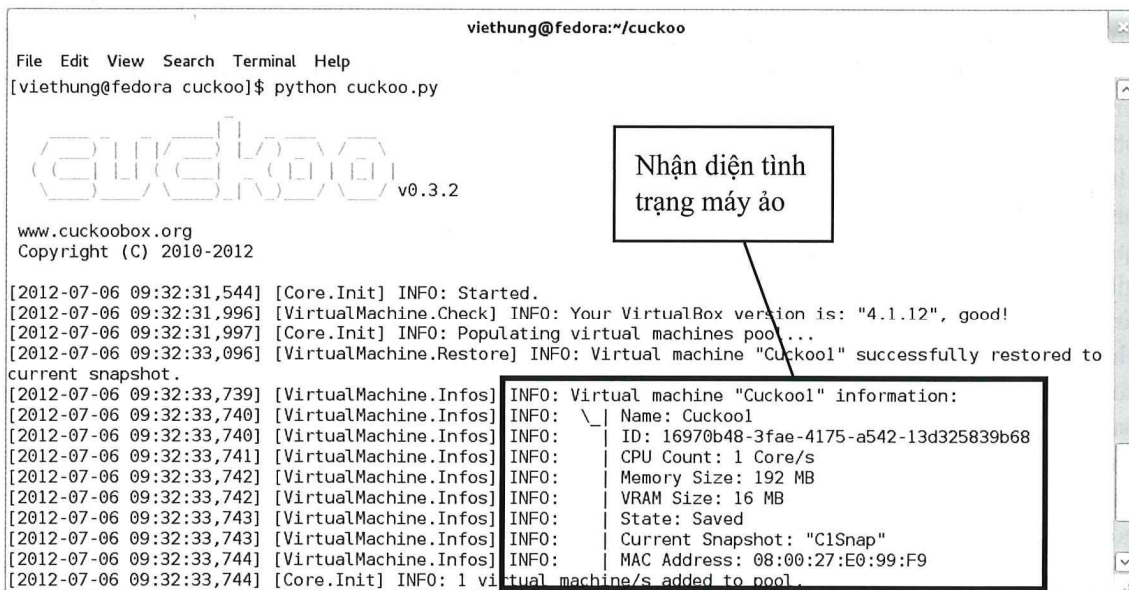 viethung@fedora:~/cuckoo
File Edit View Search Terminal Help
[viethung@fedora cuckoo]$ python cuckoo.py
cuckoo
v0.3.2
Nhận diện tình
trạng máy ảo
www.cuckoobox.org
Copyright (C) 2010-2012
[2012-07-06 09:32:31,544] [Core.Init] INFO: Started.
[2012-07-06 09:32:31,996] [VirtualMachine.Check] INFO: Your VirtualBox version is: "4.1.12", good!
[2012-07-06 09:32:31,997] [Core.Init] INFO: Populating virtual machines pool...
[2012-07-06 09:32:33,096] [VirtualMachine.Restore] INFO: Virtual machine "Cuckoo1" successfully restored to
current snapshot.
[2012-07-06 09:32:33,739] [VirtualMachine.Infos] INFO: Virtual machine "Cuckoo1" information:
[2012-07-06 09:32:33,740] [VirtualMachine.Infos] INFO: \_| Name: Cuckoo1
[2012-07-06 09:32:33,740] [VirtualMachine.Infos] INFO: | ID: 16970b48-3fae-4175-a542-13d325839b68
[2012-07-06 09:32:33,741] [VirtualMachine.Infos] INFO: | CPU Count: 1 Core/s
[2012-07-06 09:32:33,742] [VirtualMachine.Infos] INFO: | Memory Size: 192 MB
[2012-07-06 09:32:33,742] [VirtualMachine.Infos] INFO: | VRAM Size: 16 MB
[2012-07-06 09:32:33,743] [VirtualMachine.Infos] INFO: | State: Saved
[2012-07-06 09:32:33,743] [VirtualMachine.Infos] INFO: | Current Snapshot: "C1Snap"
[2012-07-06 09:32:33,744] [VirtualMachine.Infos] INFO: | MAC Address: 08:00:27:E0:99:F9
[2012-07-06 09:32:33,744] [Core.Init] INFO: 1 virtual machine/s added to pool.